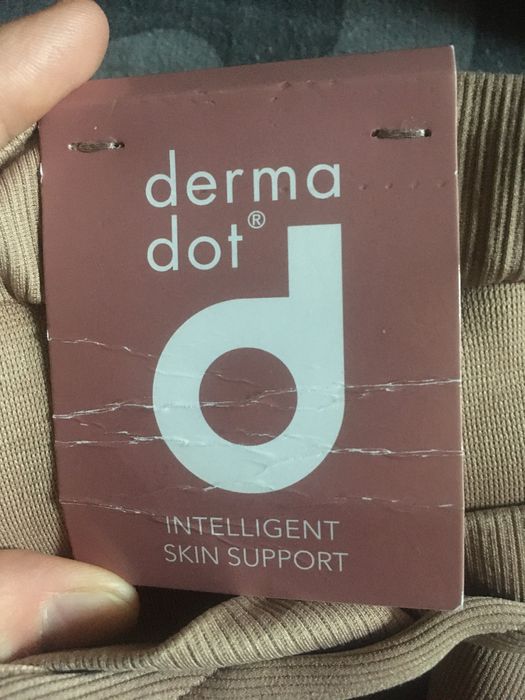 derma
dot®
d
INTELLIGENT
SKIN SUPPORT